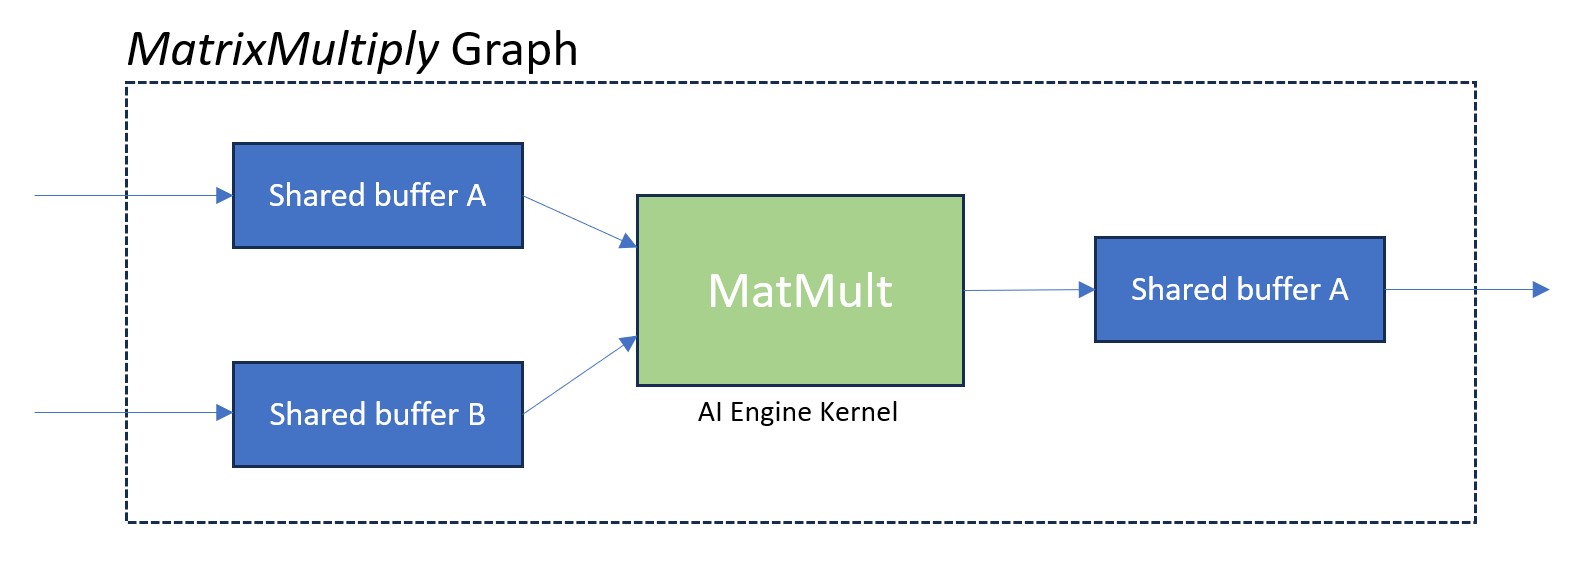 MatrixMultiply Graph
Shared buffer A
Shared buffer B
MatMult
AI Engine Kernel
Shared buffer A